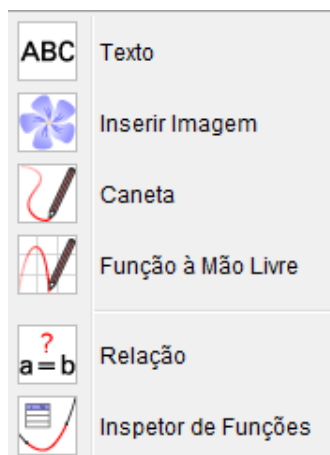 ABC Texto
Inserir Imagem
Caneta
Função à Mão Livre
?
a = b Relação
Inspetor de Funções